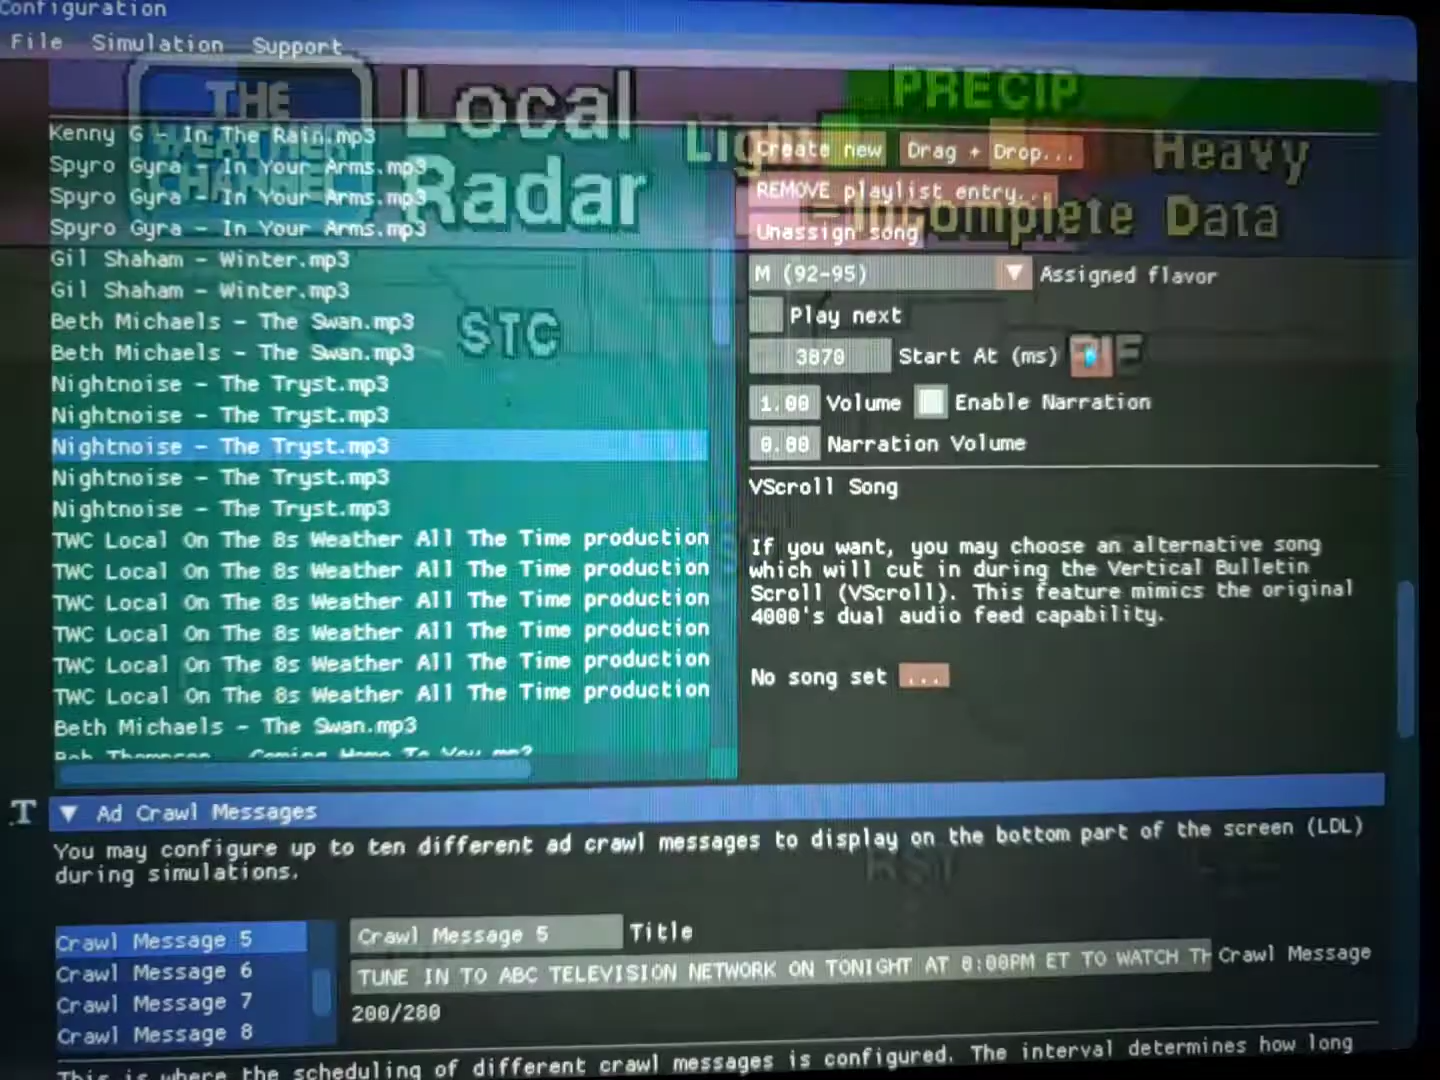 Configuration
File Simulation Support
THE WEATHER CHANNEL
Local Radar
PRECIP
Light Heavy
= Incomplete Data
Kenny G - In The Rain.mp3
Spyro Gyra - In Your Arms.mp3
Spyro Gyra - In Your Arms.mp3
Spyro Gyra - In Your Arms.mp3
Gil Shaham - Winter.mp3
Gil Shaham - Winter.mp3
Beth Michaels - The Swan.mp3
Beth Michaels - The Swan.mp3
STC
Nightnoise - The Tryst.mp3
Nightnoise - The Tryst.mp3
Nightnoise - The Tryst.mp3
Nightnoise - The Tryst.mp3
Nightnoise - The Tryst.mp3
TWC Local On The 8s Weather All The Time production
TWC Local On The 8s Weather All The Time production
TWC Local On The 8s Weather All The Time production
TWC Local On The 8s Weather All The Time production
TWC Local On The 8s Weather All The Time production
TWC Local On The 8s Weather All The Time production
Beth Michaels - The Swan.mp3
Bob Thompson - Coming Home To You.mp3
Create new Drag + Drop...
REMOVE playlist entry...
Unassign song
M (92-95) Assigned flavor
Play next
3870 Start At (ms)
1.00 Volume Enable Narration
0.80 Narration Volume
VScroll Song
If you want, you may choose an alternative song
which will cut in during the Vertical Bulletin
Scroll (VScroll). This feature mimics the original
4000's dual audio feed capability.
No song set ...
.T
Ad Crawl Messages
You may configure up to ten different ad crawl messages to display on the bottom part of the screen (LDL)
during simulations.
RST
Crawl Message 5
Crawl Message 6
Crawl Message 7
Crawl Message 8
Crawl Message 5 Title
TUNE IN TO ABC TELEVISION NETWORK ON TONIGHT AT 8:00PM ET TO WATCH TH Crawl Message
200/280
This is where the scheduling of different crawl messages is configured. The interval determines how long